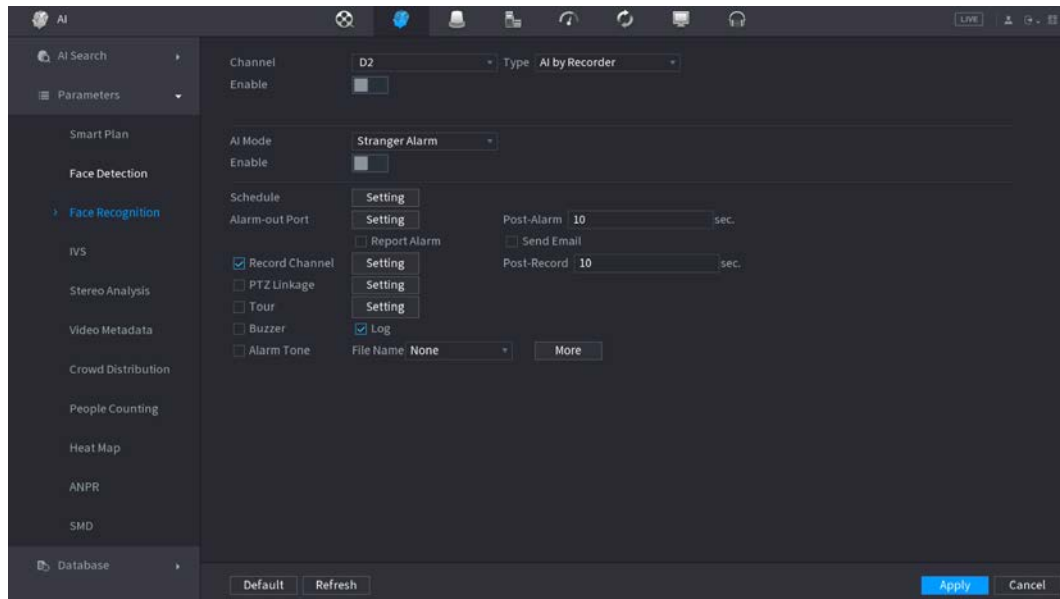 AI
LIVE
AI Search
Parameters
Smart Plan
Face Detection
Face Recognition
IVS
Stereo Analysis
Video Metadata
Crowd Distribution
People Counting
Heat Map
ANPR
SMD
Database
Channel D2 Type AI by Recorder
Enable
AI Mode Stranger Alarm
Enable
Schedule Setting
Alarm-out Port Setting Post-Alarm 10 sec.
Report Alarm Send Email
Record Channel Setting Post-Record 10 sec.
PTZ Linkage Setting
Tour Setting
Buzzer Log
Alarm Tone File Name None More
Default Refresh Apply Cancel